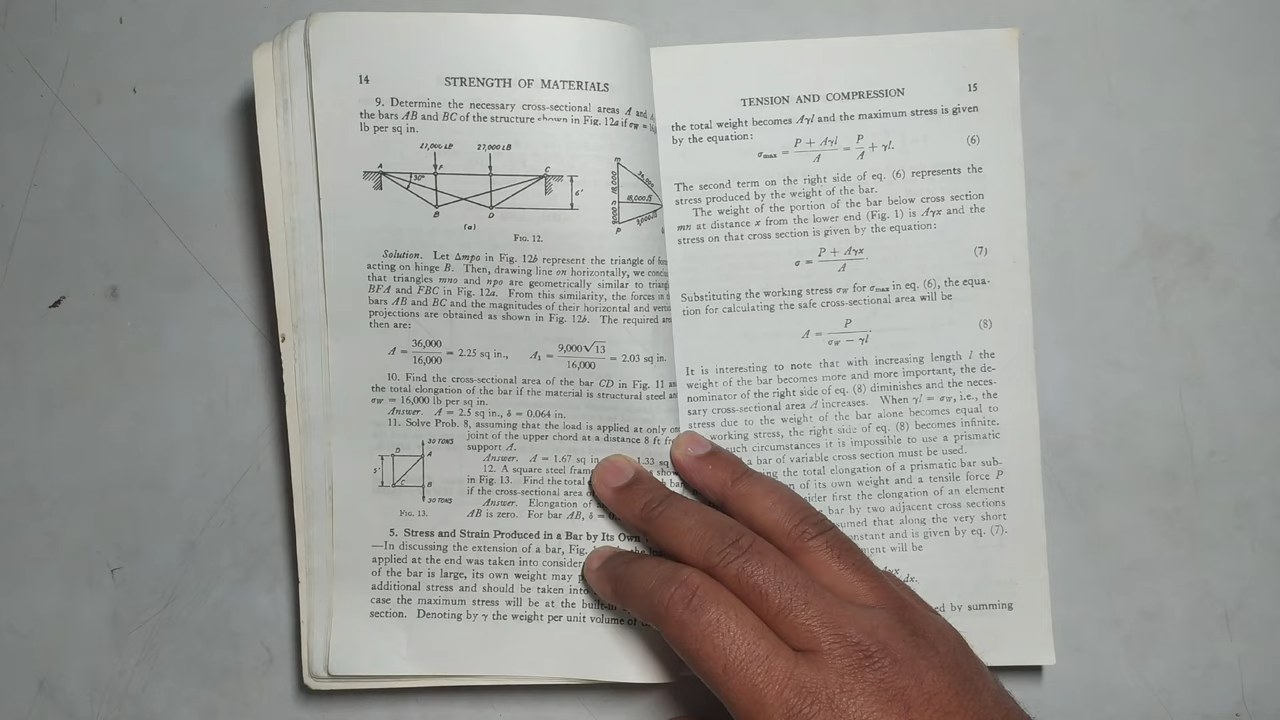 14
STRENGTH OF MATERIALS
9. Determine the necessary cross-sectional areas A and
the bars AB and BC of the structure shown in Fig. 12a if σW =
lb per sq in.
27,000 LB
A
F
C
30°
6'
B
D
(a)
m
18,000
9,000
18,000
P
FIG. 12.
Solution. Let Δmpo in Fig. 12b represent the triangle of
acting on hinge B. Then, drawing line on horizontally, we
that triangles mno and npo are geometrically similar to
BFA and FBC in Fig. 12a. From this similarity, the forces in
bars AB and BC and the magnitudes of their horizontal and
projections are obtained as shown in Fig. 12b. The required
then are:
A = 36,000/16,000 = 2.25 sq in., A₁ = 9,000√13/16,000 = 2.03 sq in.
10. Find the cross-sectional area of the bar CD in Fig. 11
the total elongation of the bar if the material is structural steel
σW = 16,000 lb per sq in.
Answer. A = 2.5 sq in., δ = 0.064 in.
11. Solve Prob. 8, assuming that the load is applied at only
joint of the upper chord at a distance 8 ft
support A.
Answer. A = 1.67 sq in 1.33 sq
12. A square steel
in Fig. 13. Find the total
if the cross-sectional area
Answer. Elongation of
AB is zero. For bar AB, δ =
30 TONS
D
A
3'
C
B
30 TONS
FIG. 13.
5. Stress and Strain Produced in a Bar by Its Own
—In discussing the extension of a bar, Fig.
applied at the end was taken into
of the bar is large, its own weight may
additional stress and should be taken into
case the maximum stress will be at the
section. Denoting by γ the weight per unit volume of
TENSION AND COMPRESSION
15
the total weight becomes Aγl and the maximum stress is given
by the equation:
σmax = (P + Aγl)/A = P/A + γl. (6)
The second term on the right side of eq. (6) represents the
stress produced by the weight of the bar.
The weight of the portion of the bar below cross section
mn at distance x from the lower end (Fig. 1) is Aγx and the
stress on that cross section is given by the equation:
σ = (P + Aγx)/A. (7)
Substituting the working stress σW for σmax in eq. (6), the equa-
tion for calculating the safe cross-sectional area will be
A = P/(σW − γl). (8)
It is interesting to note that with increasing length l the
weight of the bar becomes more and more important, the de-
nominator of the right side of eq. (8) diminishes and the neces-
sary cross-sectional area A increases. When γl = σW, i.e., the
stress due to the weight of the bar alone becomes equal to
working stress, the right side of eq. (8) becomes infinite.
such circumstances it is impossible to use a prismatic
a bar of variable cross section must be used.
the total elongation of a prismatic bar sub-
of its own weight and a tensile force P
first the elongation of an element
bar by two adjacent cross sections
that along the very short
and is given by eq. (7).
will be
dx.
by summing